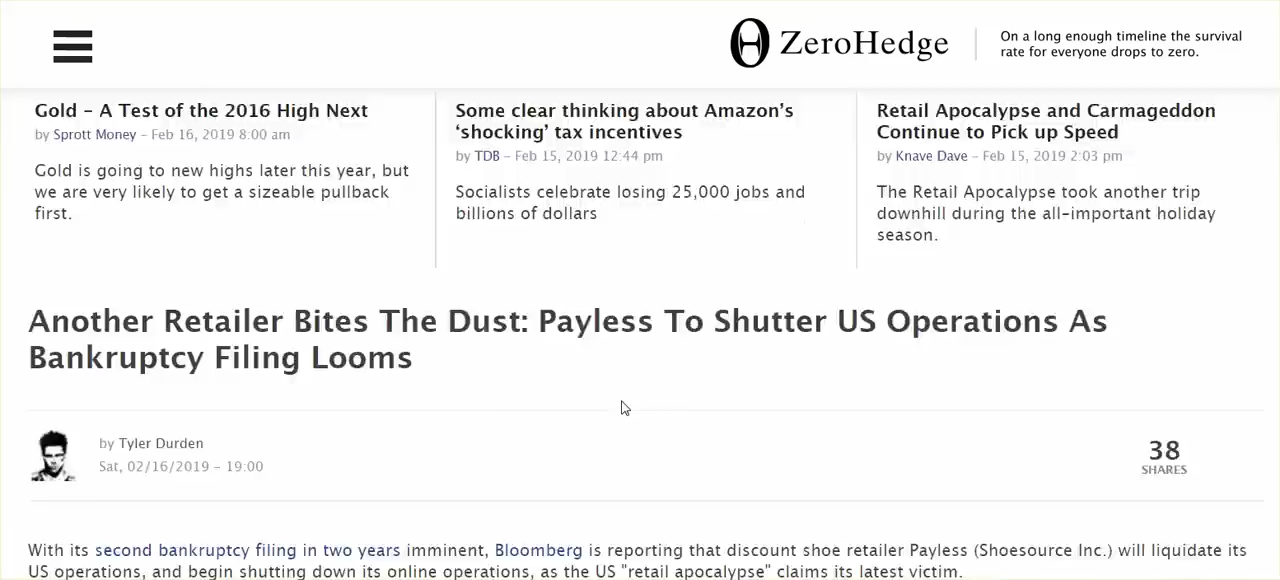 ZeroHedge
On a long enough timeline the survival
rate for everyone drops to zero.
Gold – A Test of the 2016 High Next
by Sprott Money – Feb 16, 2019 8:00 am
Gold is going to new highs later this year, but
we are very likely to get a sizeable pullback
first.
Some clear thinking about Amazon’s
‘shocking’ tax incentives
by TDB – Feb 15, 2019 12:44 pm
Socialists celebrate losing 25,000 jobs and
billions of dollars
Retail Apocalypse and Carmageddon
Continue to Pick up Speed
by Knave Dave – Feb 15, 2019 2:03 pm
The Retail Apocalypse took another trip
downhill during the all-important holiday
season.
Another Retailer Bites The Dust: Payless To Shutter US Operations As
Bankruptcy Filing Looms
by Tyler Durden
Sat, 02/16/2019 – 19:00
38
SHARES
With its second bankruptcy filing in two years imminent, Bloomberg is reporting that discount shoe retailer Payless (Shoesource Inc.) will liquidate its
US operations, and begin shutting down its online operations, as the US "retail apocalypse" claims its latest victim.